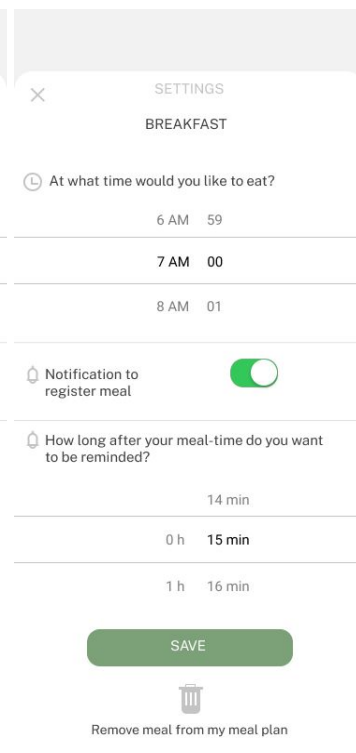 SETTINGS
BREAKFAST
At what time would you like to eat?
6 AM 59
7 AM 00
8 AM 01
Notification to
register meal
How long after your meal-time do you want
to be reminded?
14 min
0 h 15 min
1 h 16 min
SAVE
Remove meal from my meal plan